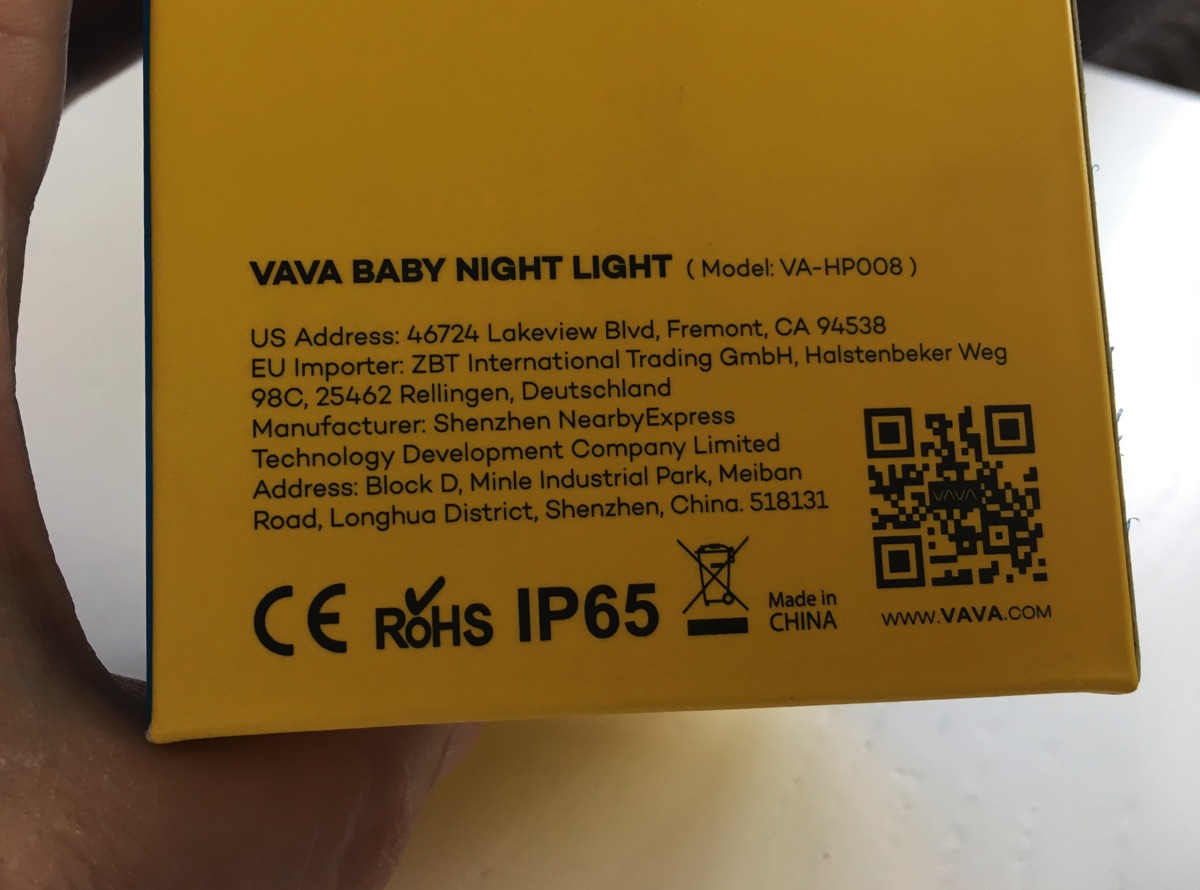 VAVA BABY NIGHT LIGHT ( Model: VA-HP008 )
US Address: 46724 Lakeview Blvd, Fremont, CA 94538
EU Importer: ZBT International Trading GmbH, Halstenbeker Weg
98C, 25462 Rellingen, Deutschland
Manufacturer: Shenzhen NearbyExpress
Technology Development Company Limited
Address: Block D, Minle Industrial Park, Meiban
Road, Longhua District, Shenzhen, China. 518131
VAVA
CE RoHS IP65 Made in
CHINA
WWW.VAVA.COM